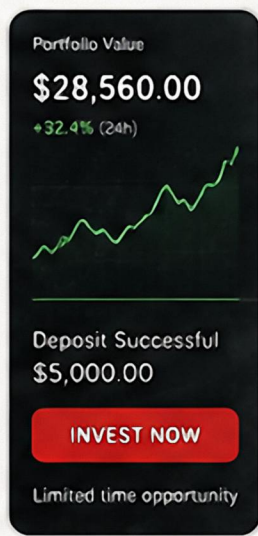 Portfolio Value
$28,560.00
+32.4% (24h)
Deposit Successful
$5,000.00
INVEST NOW
Limited time opportunity